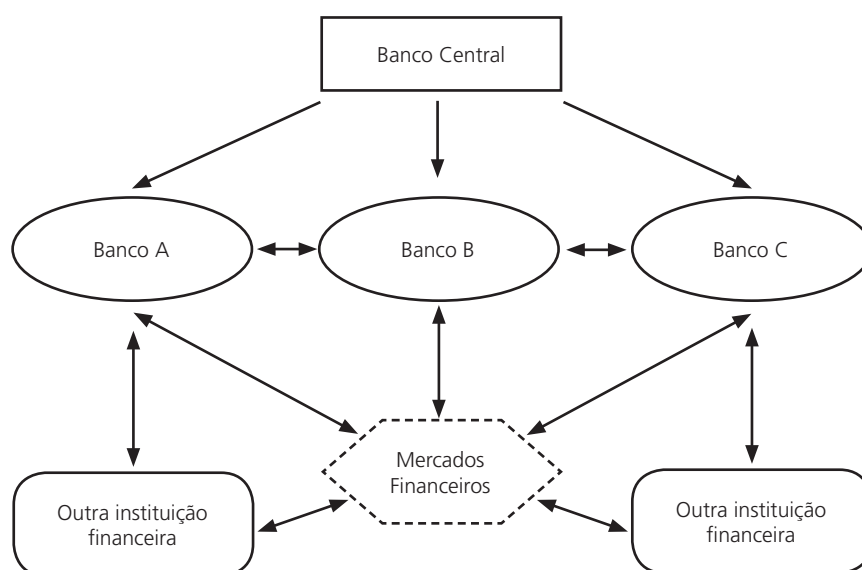 Banco Central
Banco A
Banco B
Banco C
Mercados
Financeiros
Outra instituição
financeira
Outra instituição
financeira